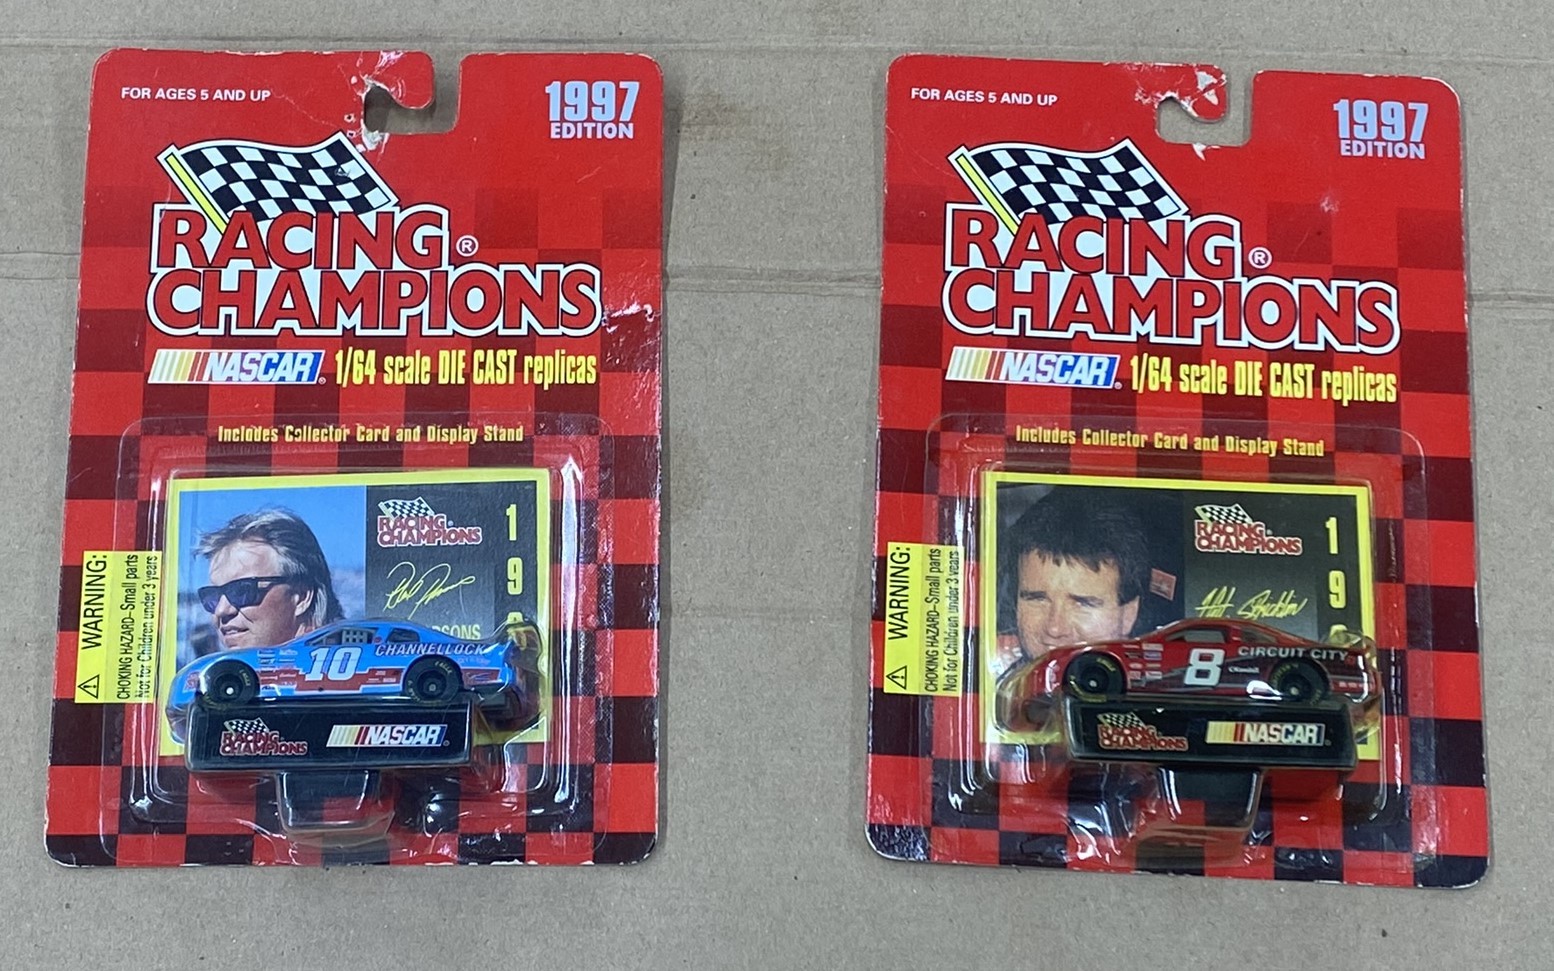 FOR AGES 5 AND UP
1997
EDITION
RACING ®
CHAMPIONS
NASCAR® 1/64 scale DIE CAST replicas
Includes Collector Card and Display Stand
WARNING:
CHOKING HAZARD–Small parts
Not for Children under 3 years
RACING
CHAMPIONS
1
9
SONS
10
CHANNELLOCK
RACING
CHAMPIONS
NASCAR
FOR AGES 5 AND UP
1997
EDITION
RACING ®
CHAMPIONS
NASCAR® 1/64 scale DIE CAST replicas
Includes Collector Card and Display Stand
WARNING:
CHOKING HAZARD–Small parts
Not for Children under 3 years
RACING
CHAMPIONS
1
9
Hut Stricklin
8
CIRCUIT CITY
RACING
CHAMPIONS
NASCAR